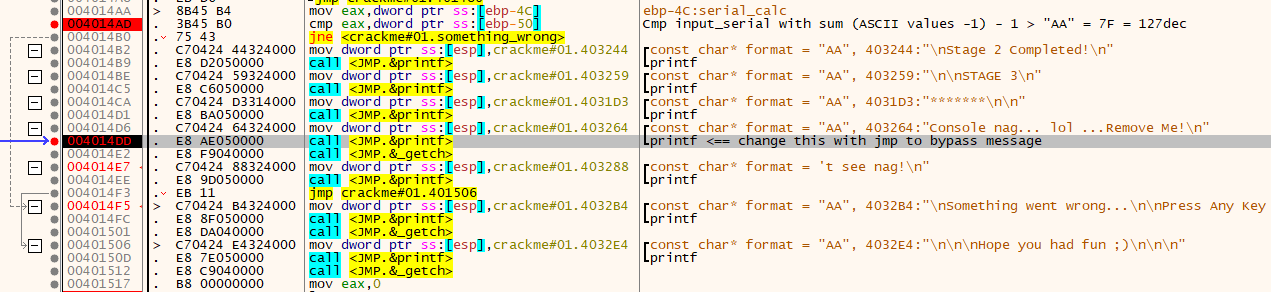 004014AA > 8B45 B4 mov eax,dword ptr ss:[ebp-4C] ebp-4C:serial_calc
004014AD . 3B45 B0 cmp eax,dword ptr ss:[ebp-50] Cmp input_serial with sum (ASCII values -1) - 1 > "AA" = 7F = 127dec
004014B0 . 75 43 jne <crackme#01.something_wrong>
004014B2 . C70424 44324000 mov dword ptr ss:[esp],crackme#01.403244 const char* format = "AA", 403244:"\nStage 2 Completed!\n"
004014B9 . E8 D2050000 call <JMP.&printf> printf
004014BE . C70424 59324000 mov dword ptr ss:[esp],crackme#01.403259 const char* format = "AA", 403259:"\n\nSTAGE 3\n"
004014C5 . E8 C6050000 call <JMP.&printf> printf
004014CA . C70424 D3314000 mov dword ptr ss:[esp],crackme#01.4031D3 const char* format = "AA", 4031D3:"*******\n\n"
004014D1 . E8 BA050000 call <JMP.&printf> printf
004014D6 . C70424 64324000 mov dword ptr ss:[esp],crackme#01.403264 const char* format = "AA", 403264:"Console nag... lol ...Remove Me!\n"
004014DD . E8 AE050000 call <JMP.&printf> printf <== change this with jmp to bypass message
004014E2 . E8 F9040000 call <JMP.&_getch>
004014E7 . C70424 88324000 mov dword ptr ss:[esp],crackme#01.403288 const char* format = 't see nag!\n"
004014EE . E8 9D050000 call <JMP.&printf> printf
004014F3 . EB 11 jmp crackme#01.401506
004014F5 > C70424 B4324000 mov dword ptr ss:[esp],crackme#01.4032B4 const char* format = "AA", 4032B4:"\nSomething went wrong...\n\nPress Any Key
004014FC . E8 8F050000 call <JMP.&printf> printf
00401501 . E8 DA040000 call <JMP.&_getch>
00401506 > C70424 E4324000 mov dword ptr ss:[esp],crackme#01.4032E4 const char* format = "AA", 4032E4:"\n\n\nHope you had fun ;)\n\n\n"
0040150D . E8 7E050000 call <JMP.&printf> printf
00401512 . E8 C9040000 call <JMP.&_getch>
00401517 . B8 00000000 mov eax,0